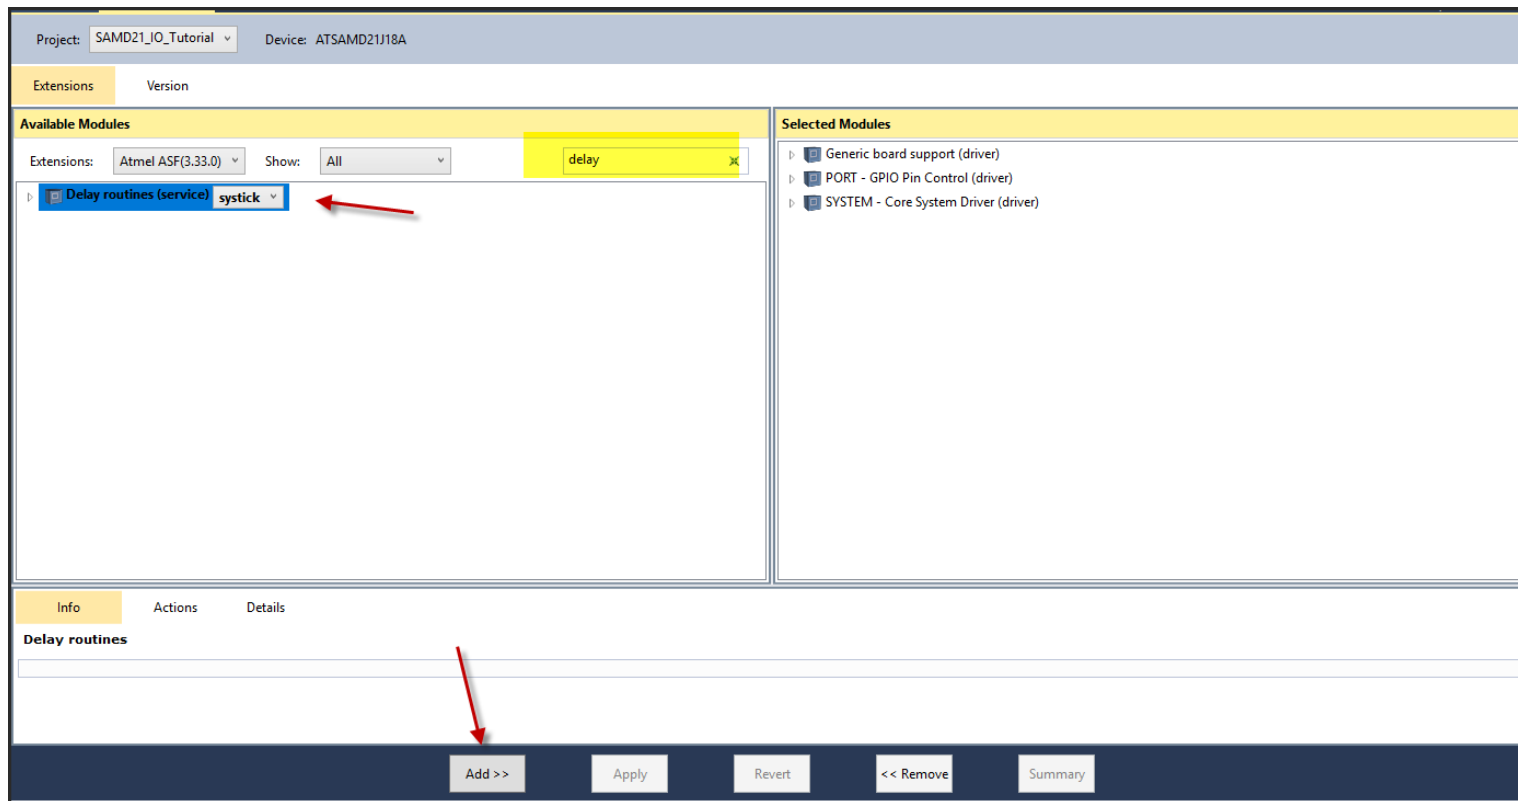 Project: SAMD21_IO_Tutorial Device: ATSAMD21J18A
Extensions Version
Available Modules
Extensions: Atmel ASF(3.33.0) Show: All delay
Delay routines (service) systick
Selected Modules
Generic board support (driver)
PORT - GPIO Pin Control (driver)
SYSTEM - Core System Driver (driver)
Info Actions Details
Delay routines
Add >> Apply Revert << Remove Summary